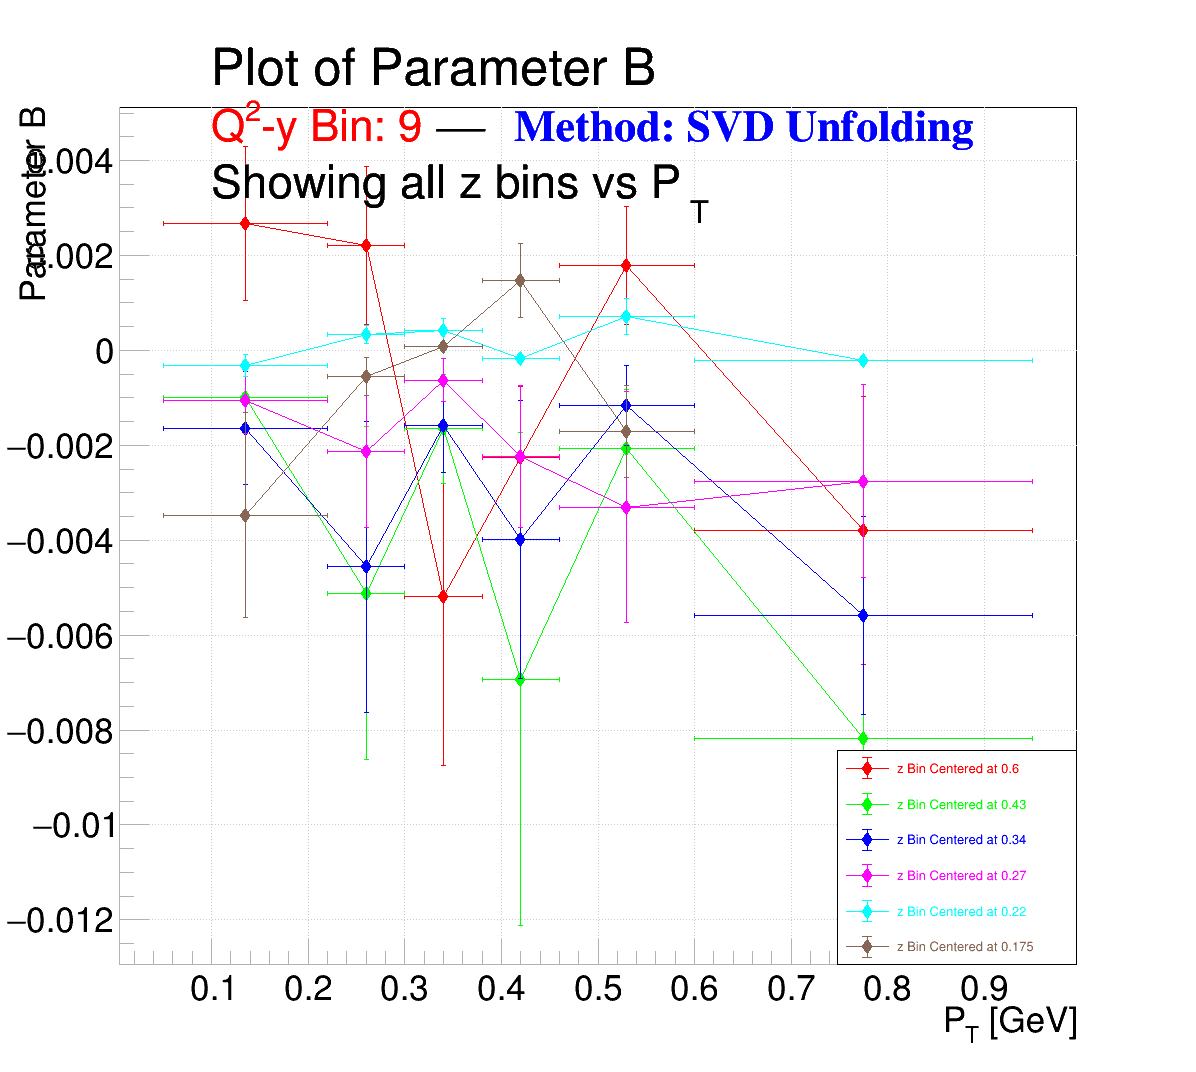 Plot of Parameter B
Q²-y Bin: 9 — Method: SVD Unfolding
Showing all z bins vs P_T
Parameter B
0.004
0.002
0
−0.002
−0.004
−0.006
−0.008
−0.01
−0.012
z Bin Centered at 0.6
z Bin Centered at 0.43
z Bin Centered at 0.34
z Bin Centered at 0.27
z Bin Centered at 0.22
z Bin Centered at 0.175
0.1 0.2 0.3 0.4 0.5 0.6 0.7 0.8 0.9
P_T [GeV]